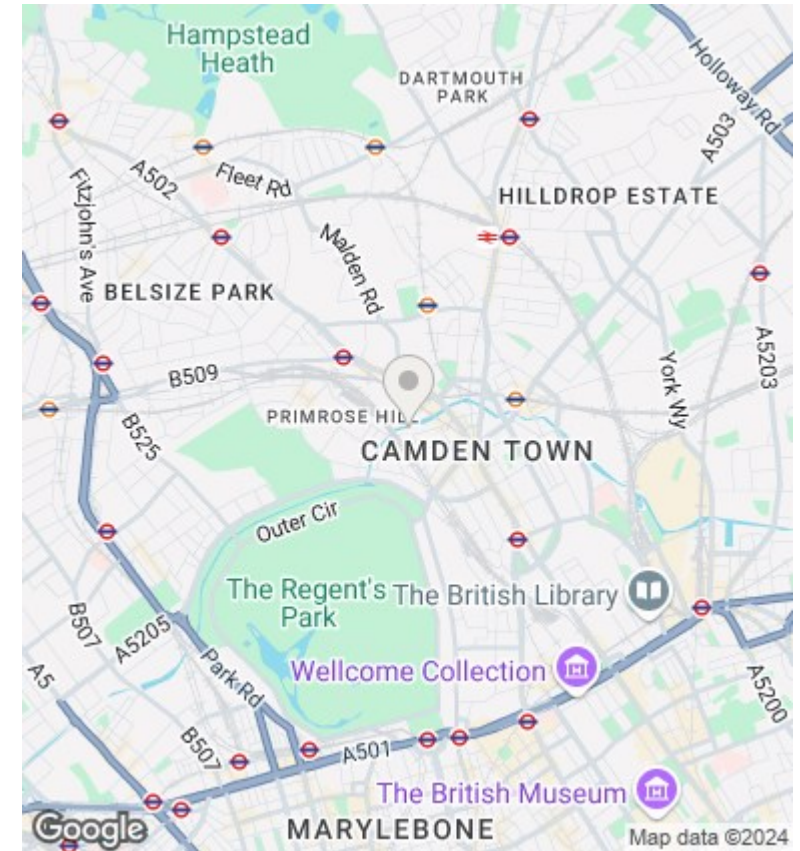 Hampstead
Heath
DARTMOUTH
PARK
Holloway Rd
A503
A502
Fleet Rd
Fitzjohn's Ave
HILLDROP ESTATE
Malden Rd
BELSIZE PARK
A5203
York Wy
B509
PRIMROSE HILL
B525
CAMDEN TOWN
Outer Cir
The Regent's
Park
The British Library
B507
A5205
Park Rd
Wellcome Collection
A5
A5200
B507
A501
The British Museum
MARYLEBONE
Google
Map data ©2024